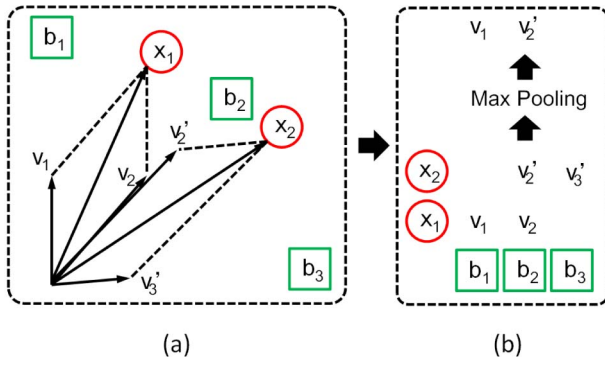 b₁
x₁
b₂
x₂
v₁
v₂
v₂'
v₃'
b₃
(a)
v₁ v₂'
Max Pooling
x₂ v₂' v₃'
x₁ v₁ v₂
b₁ b₂ b₃
(b)